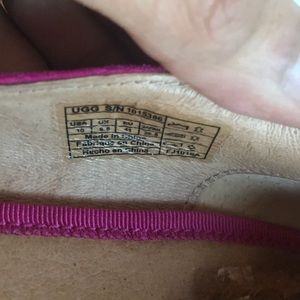 UGG S/N 1015386
USA UK EU
10 8.5 41
Made in China
Fabriqué en Chine
Hecho en China